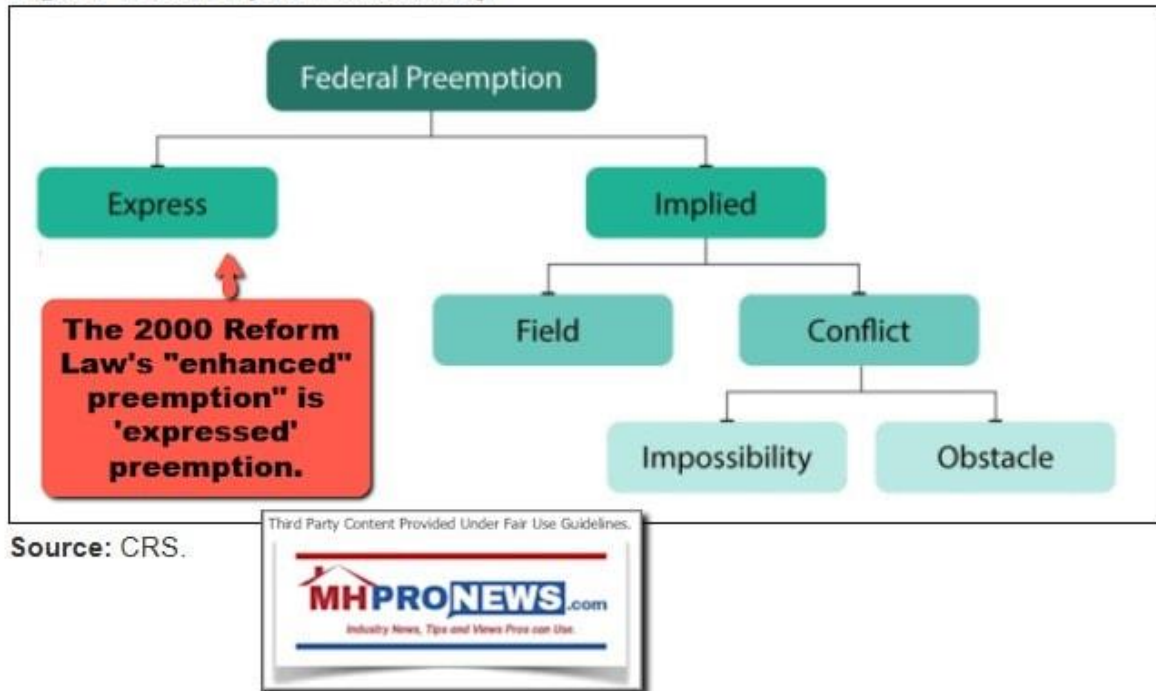 Federal Preemption
Express
Implied
The 2000 Reform
Law's "enhanced"
preemption" is
'expressed'
preemption.
Field
Conflict
Impossibility
Obstacle
Source: CRS.
Third Party Content Provided Under Fair Use Guidelines.
MHPRONEWS.com
Industry News, Tips and Views Pros can Use.